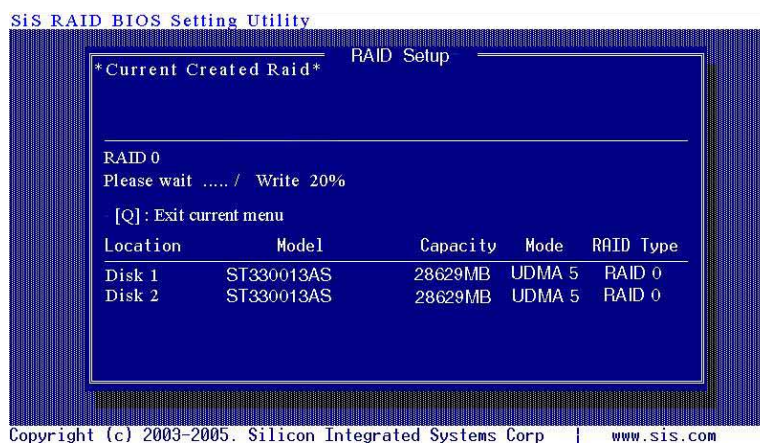 SiS RAID BIOS Setting Utility
RAID Setup
*Current Created Raid*
RAID 0
Please wait ..... / Write 20%
[Q] : Exit current menu
Location Model Capacity Mode RAID Type
Disk 1 ST330013AS 28629MB UDMA 5 RAID 0
Disk 2 ST330013AS 28629MB UDMA 5 RAID 0
Copyright (c) 2003-2005. Silicon Integrated Systems Corp | www.sis.com